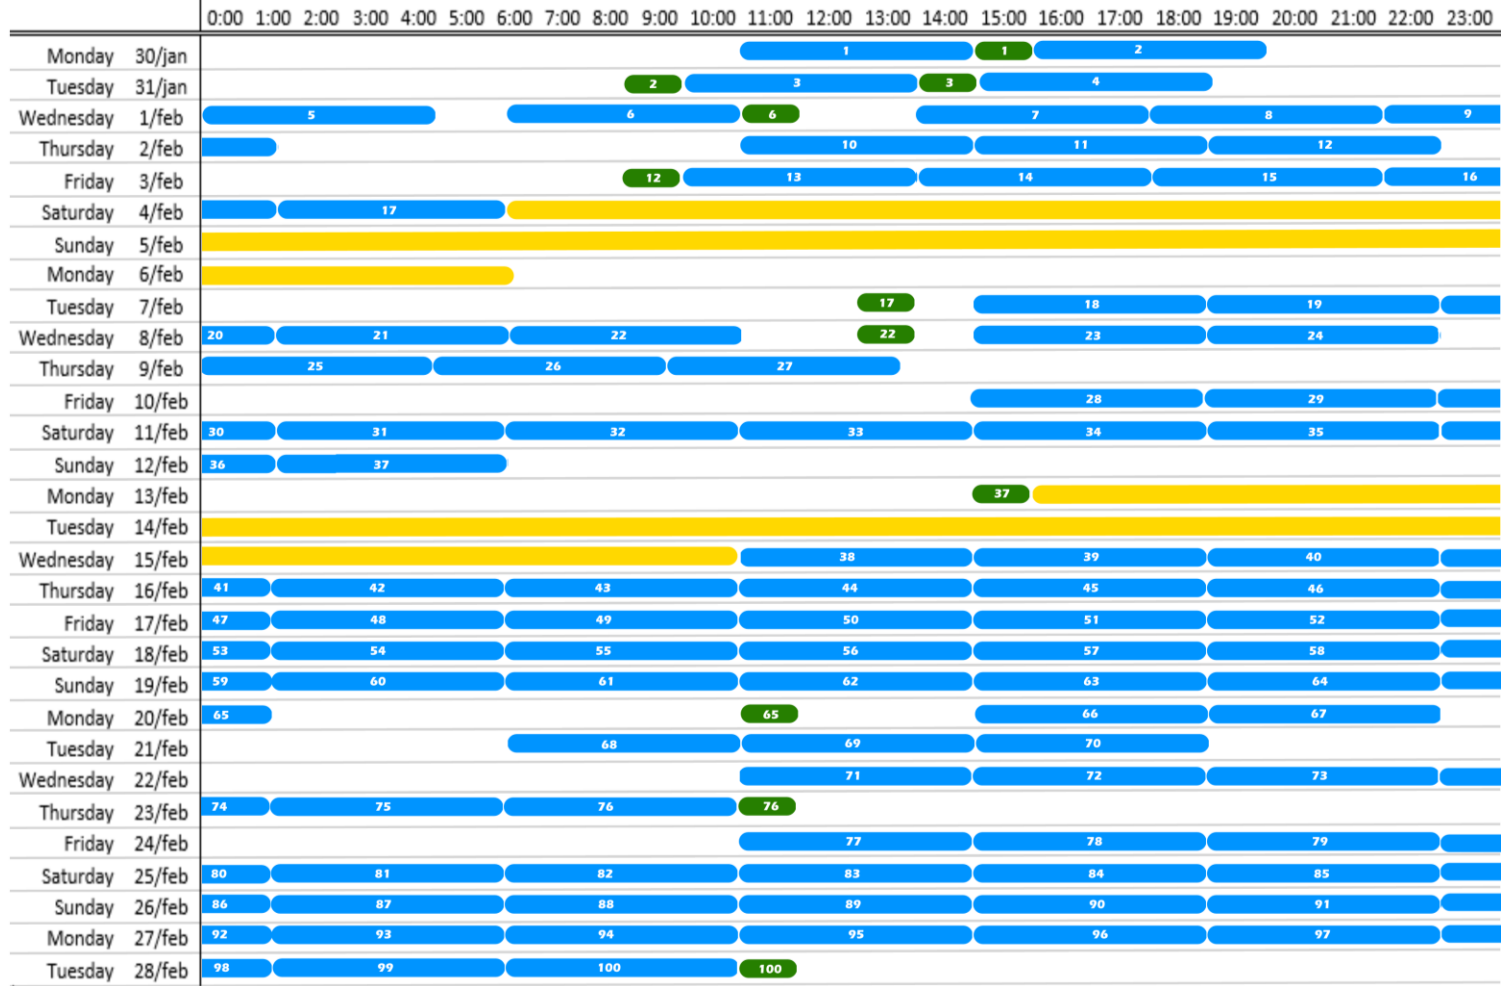 0:00 1:00 2:00 3:00 4:00 5:00 6:00 7:00 8:00 9:00 10:00 11:00 12:00 13:00 14:00 15:00 16:00 17:00 18:00 19:00 20:00 21:00 22:00 23:00
Monday 30/jan 1 1 2
Tuesday 31/jan 2 3 3 4
Wednesday 1/feb 5 6 6 7 8 9
Thursday 2/feb 10 11 12
Friday 3/feb 12 13 14 15 16
Saturday 4/feb 17
Sunday 5/feb
Monday 6/feb
Tuesday 7/feb 17 18 19
Wednesday 8/feb 20 21 22 22 23 24
Thursday 9/feb 25 26 27
Friday 10/feb 28 29
Saturday 11/feb 30 31 32 33 34 35
Sunday 12/feb 36 37
Monday 13/feb 37
Tuesday 14/feb
Wednesday 15/feb 38 39 40
Thursday 16/feb 41 42 43 44 45 46
Friday 17/feb 47 48 49 50 51 52
Saturday 18/feb 53 54 55 56 57 58
Sunday 19/feb 59 60 61 62 63 64
Monday 20/feb 65 65 66 67
Tuesday 21/feb 68 69 70
Wednesday 22/feb 71 72 73
Thursday 23/feb 74 75 76 76
Friday 24/feb 77 78 79
Saturday 25/feb 80 81 82 83 84 85
Sunday 26/feb 86 87 88 89 90 91
Monday 27/feb 92 93 94 95 96 97
Tuesday 28/feb 98 99 100 100